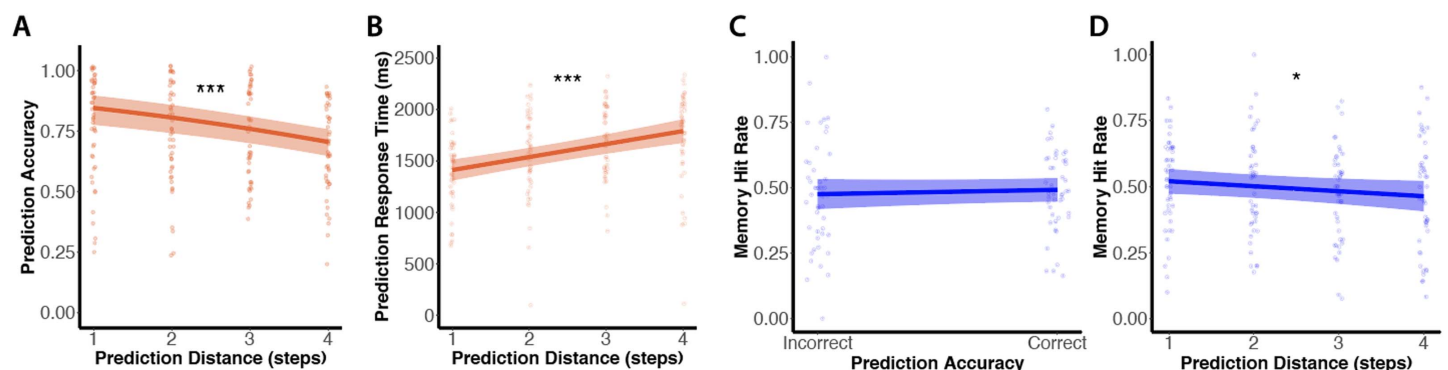 A
Prediction Accuracy
1.00
0.75
0.50
0.25
0.00
***
1 2 3 4
Prediction Distance (steps)
B
Prediction Response Time (ms)
2500
2000
1500
1000
500
0
***
1 2 3 4
Prediction Distance (steps)
C
Memory Hit Rate
1.00
0.75
0.50
0.25
0.00
Incorrect Correct
Prediction Accuracy
D
Memory Hit Rate
1.00
0.75
0.50
0.25
0.00
*
1 2 3 4
Prediction Distance (steps)